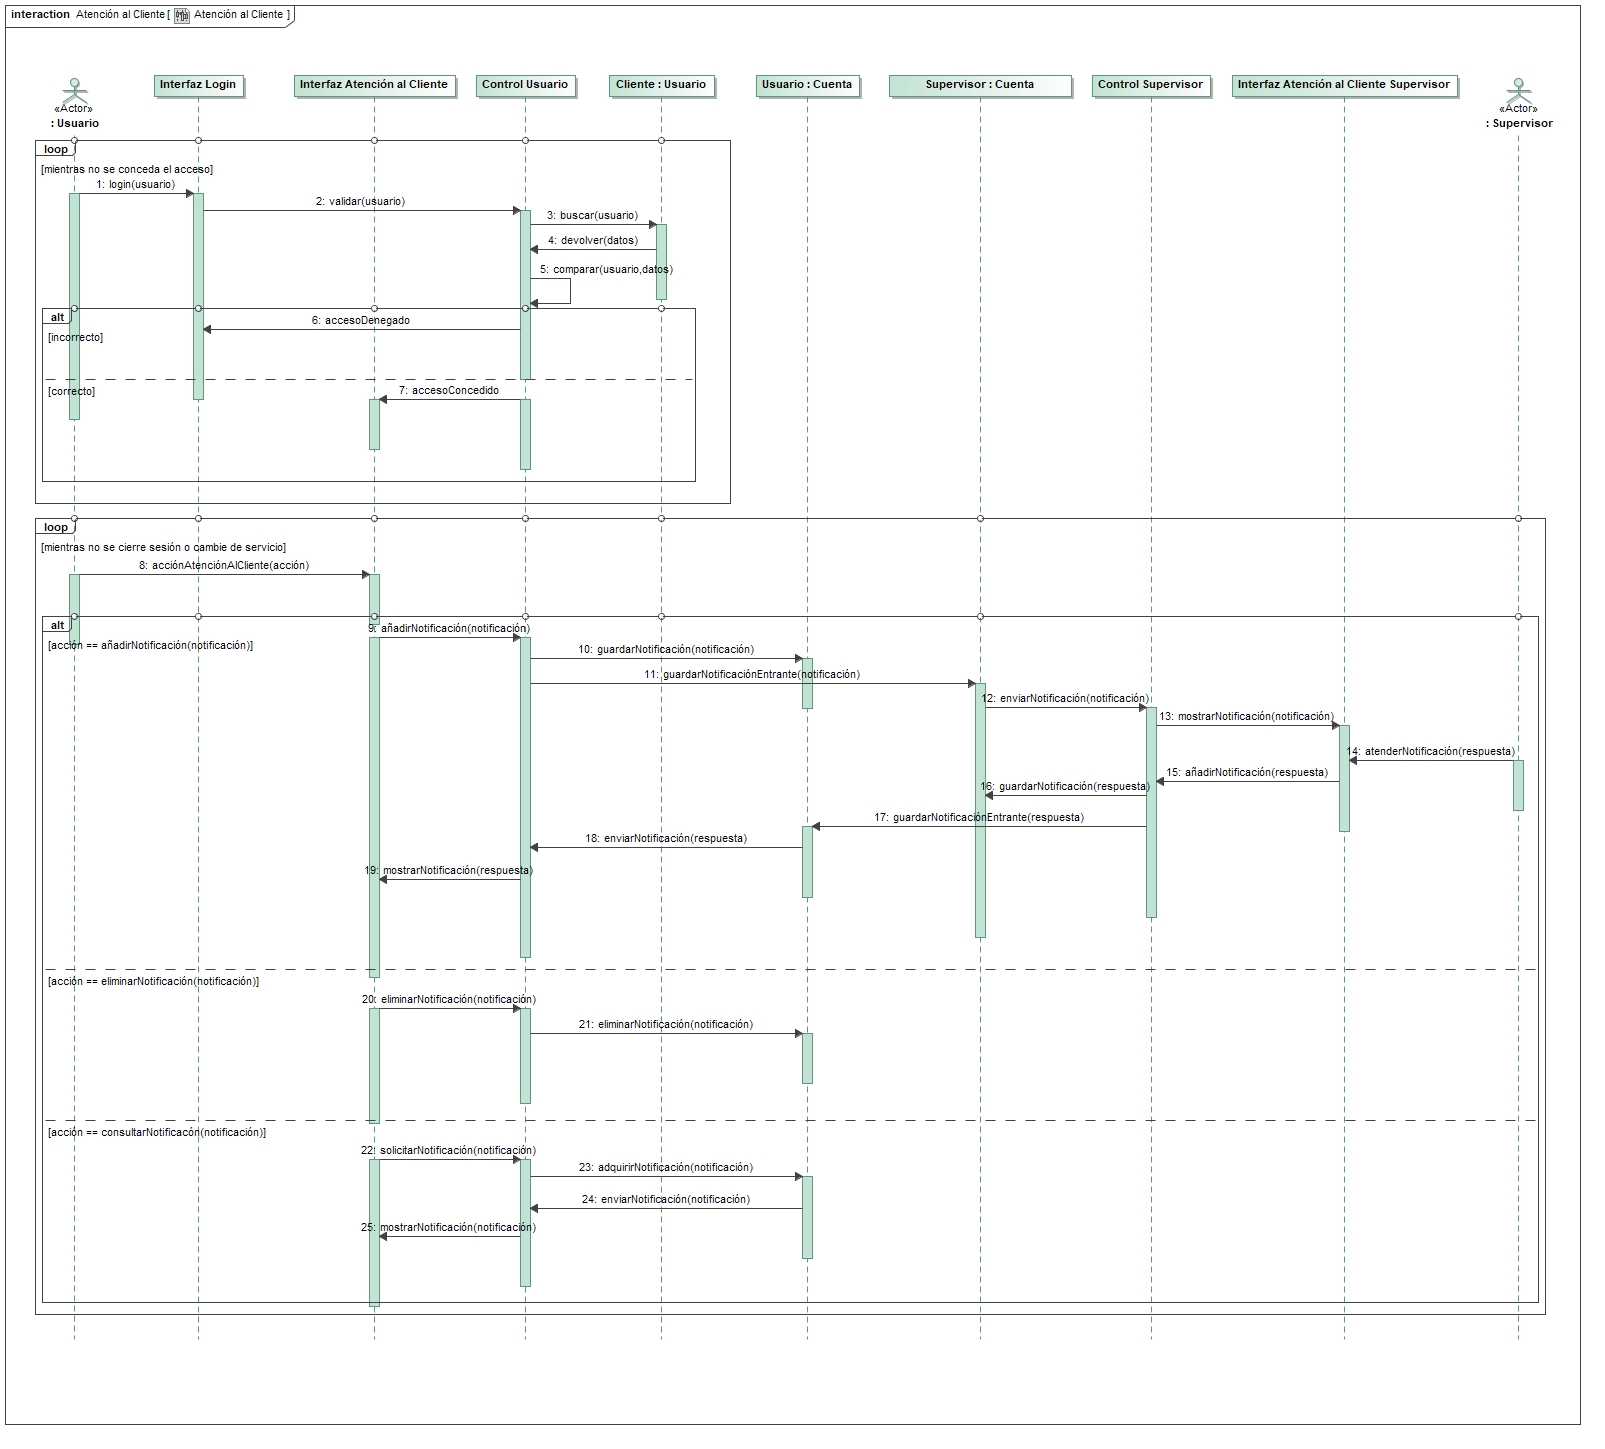 interaction Atención al Cliente [ Atención al Cliente ]
Interfaz Login
Interfaz Atención al Cliente
Control Usuario
Cliente : Usuario
Usuario : Cuenta
Supervisor : Cuenta
Control Supervisor
Interfaz Atención al Cliente Supervisor
«Actor»
: Usuario
«Actor»
: Supervisor
loop
[mientras no se conceda el acceso]
1: login(usuario)
2: validar(usuario)
3: buscar(usuario)
4: devolver(datos)
5: comparar(usuario,datos)
alt
6: accesoDenegado
[incorrecto]
7: accesoConcedido
[correcto]
loop
[mientras no se cierre sesión o cambie de servicio]
8: acciónAtenciónAlCliente(acción)
alt
9: añadirNotificación(notificación)
[acción == añadirNotificación(notificación)]
10: guardarNotificación(notificación)
11: guardarNotificaciónEntrante(notificación)
12: enviarNotificación(notificación)
13: mostrarNotificación(notificación)
14: atenderNotificación(respuesta)
15: añadirNotificación(respuesta)
16: guardarNotificación(respuesta)
17: guardarNotificaciónEntrante(respuesta)
18: enviarNotificación(respuesta)
19: mostrarNotificación(respuesta)
[acción == eliminarNotificación(notificación)]
20: eliminarNotificación(notificación)
21: eliminarNotificación(notificación)
[acción == consultarNotificacón(notificación)]
22: solicitarNotificación(notificación)
23: adquirirNotificación(notificación)
24: enviarNotificación(notificación)
25: mostrarNotificación(notificación)